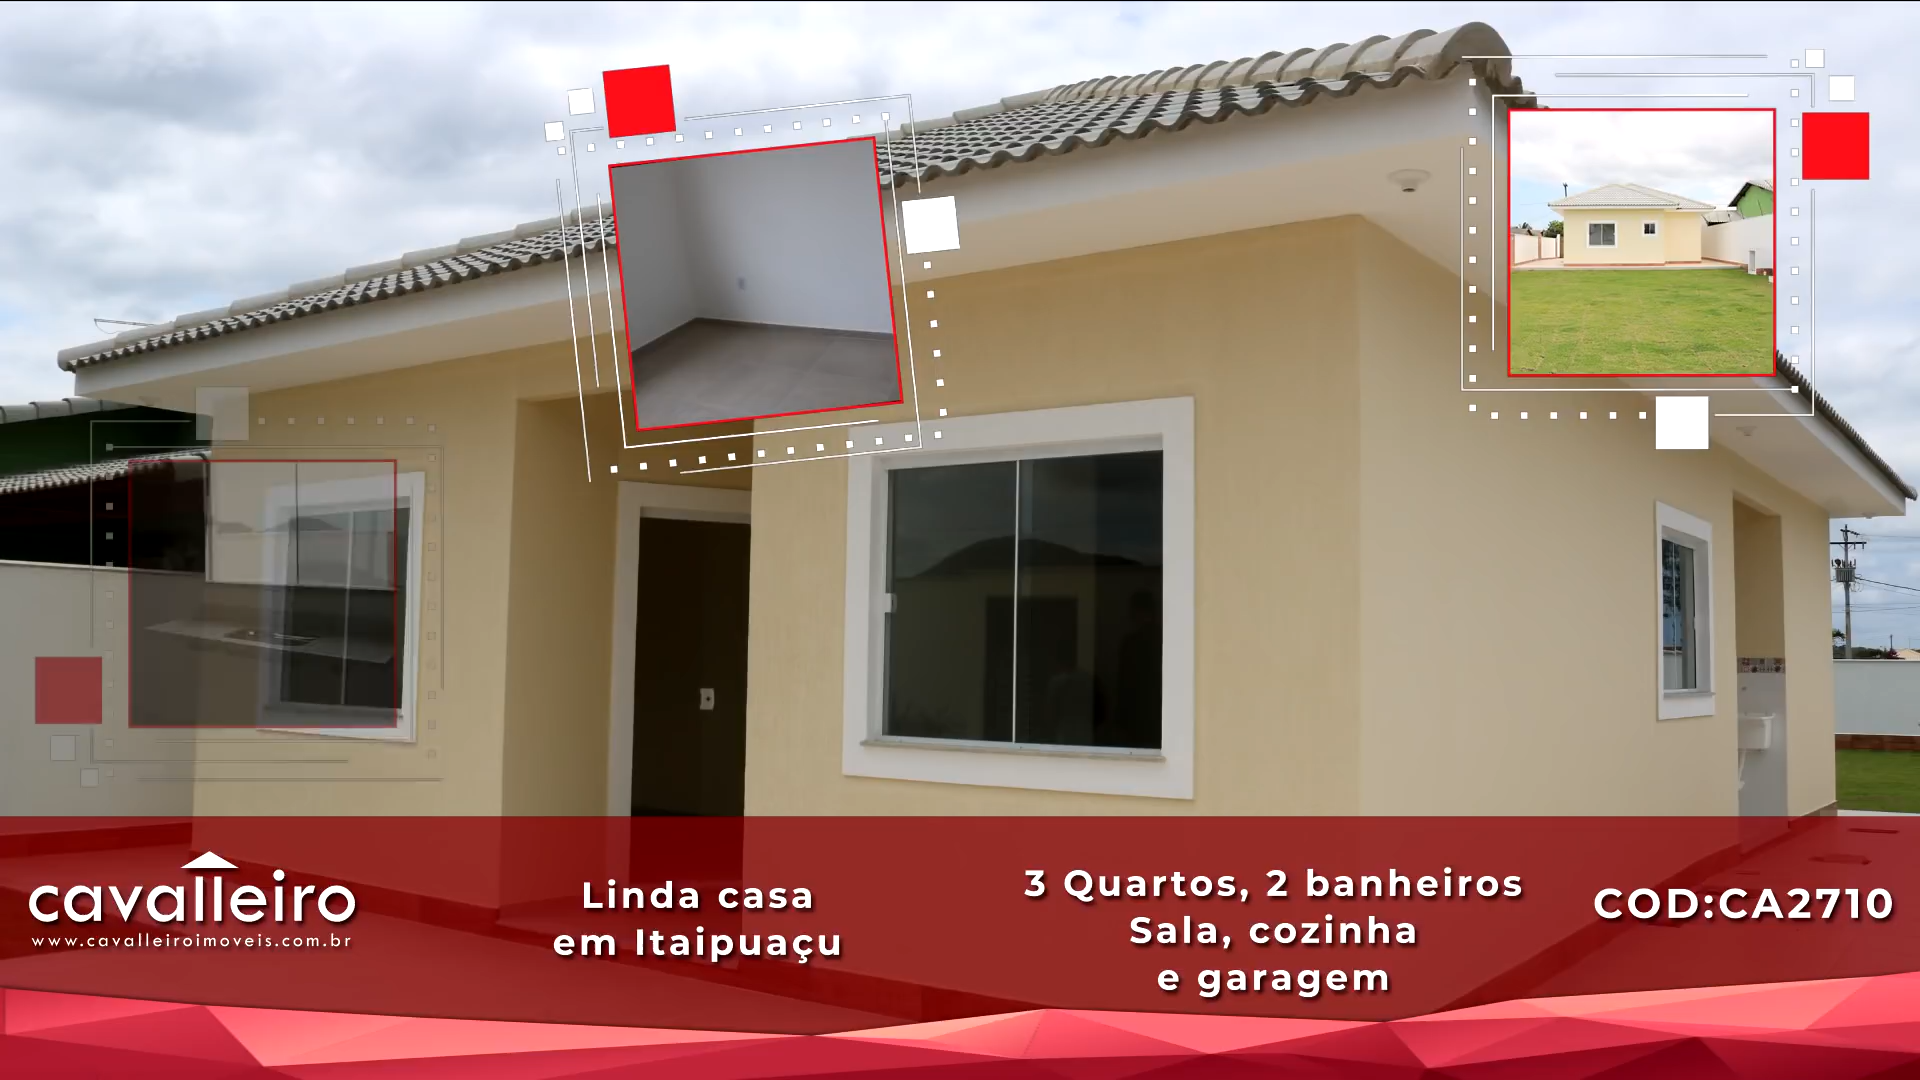 cavalleiro
www.cavalleiroimoveis.com.br
Linda casa
em Itaipuaçu
3 Quartos, 2 banheiros
Sala, cozinha
e garagem
COD:CA2710